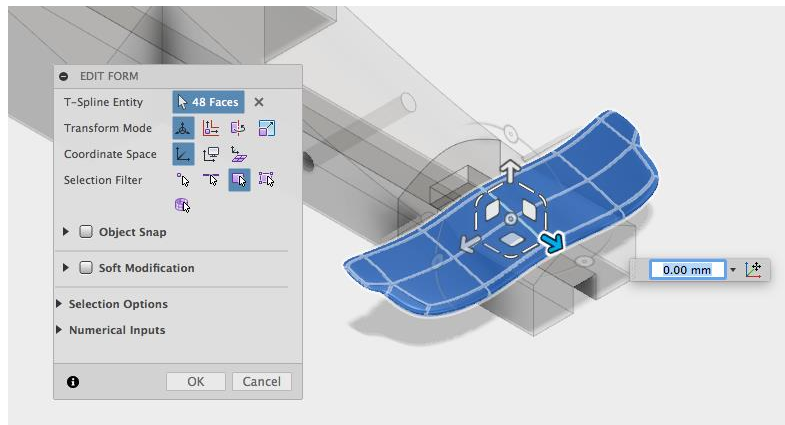 EDIT FORM
T-Spline Entity 48 Faces
Transform Mode
Coordinate Space
Selection Filter
Object Snap
Soft Modification
Selection Options
Numerical Inputs
OK Cancel
0.00 mm